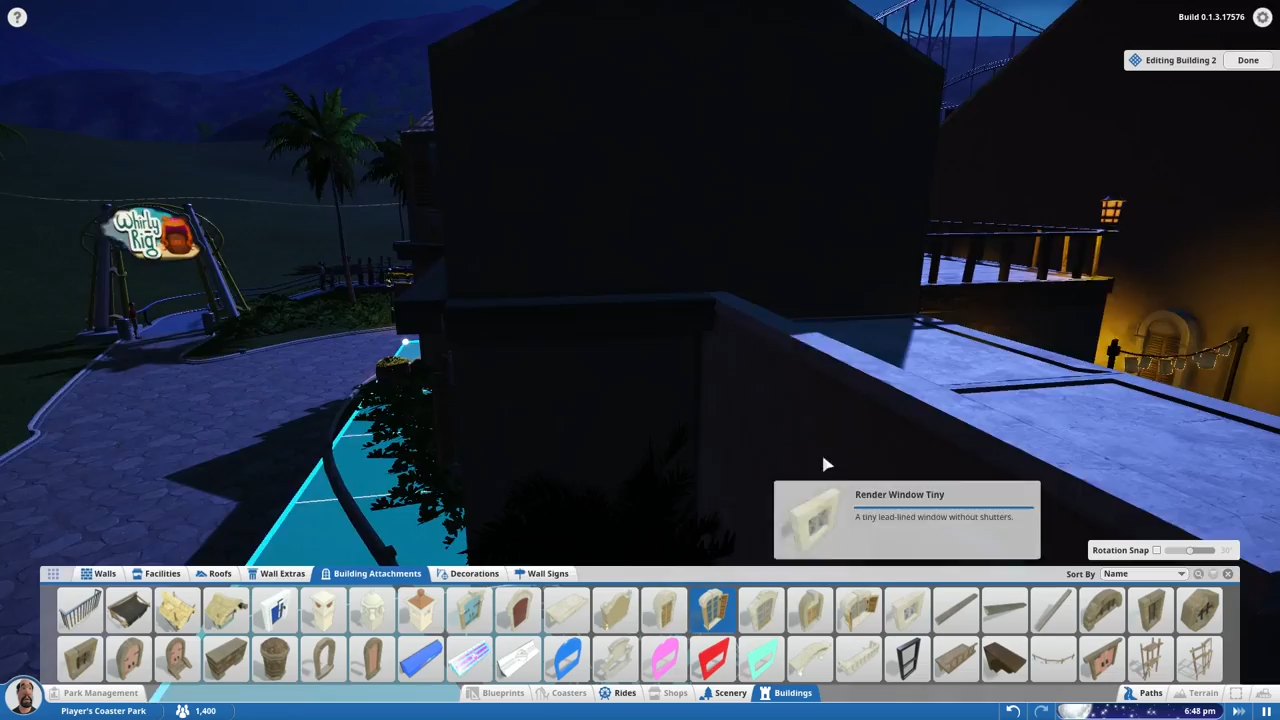 ?
Build 0.1.3.17576
Editing Building 2 Done
Whirly Rig
Render Window Tiny
A tiny lead-lined window without shutters.
Rotation Snap 30°
Walls Facilities Roofs Wall Extras Building Attachments Decorations Wall Signs Sort By Name
Park Management Blueprints Coasters Rides Shops Scenery Buildings Paths Terrain
Player's Coaster Park 1,400 6:48 pm